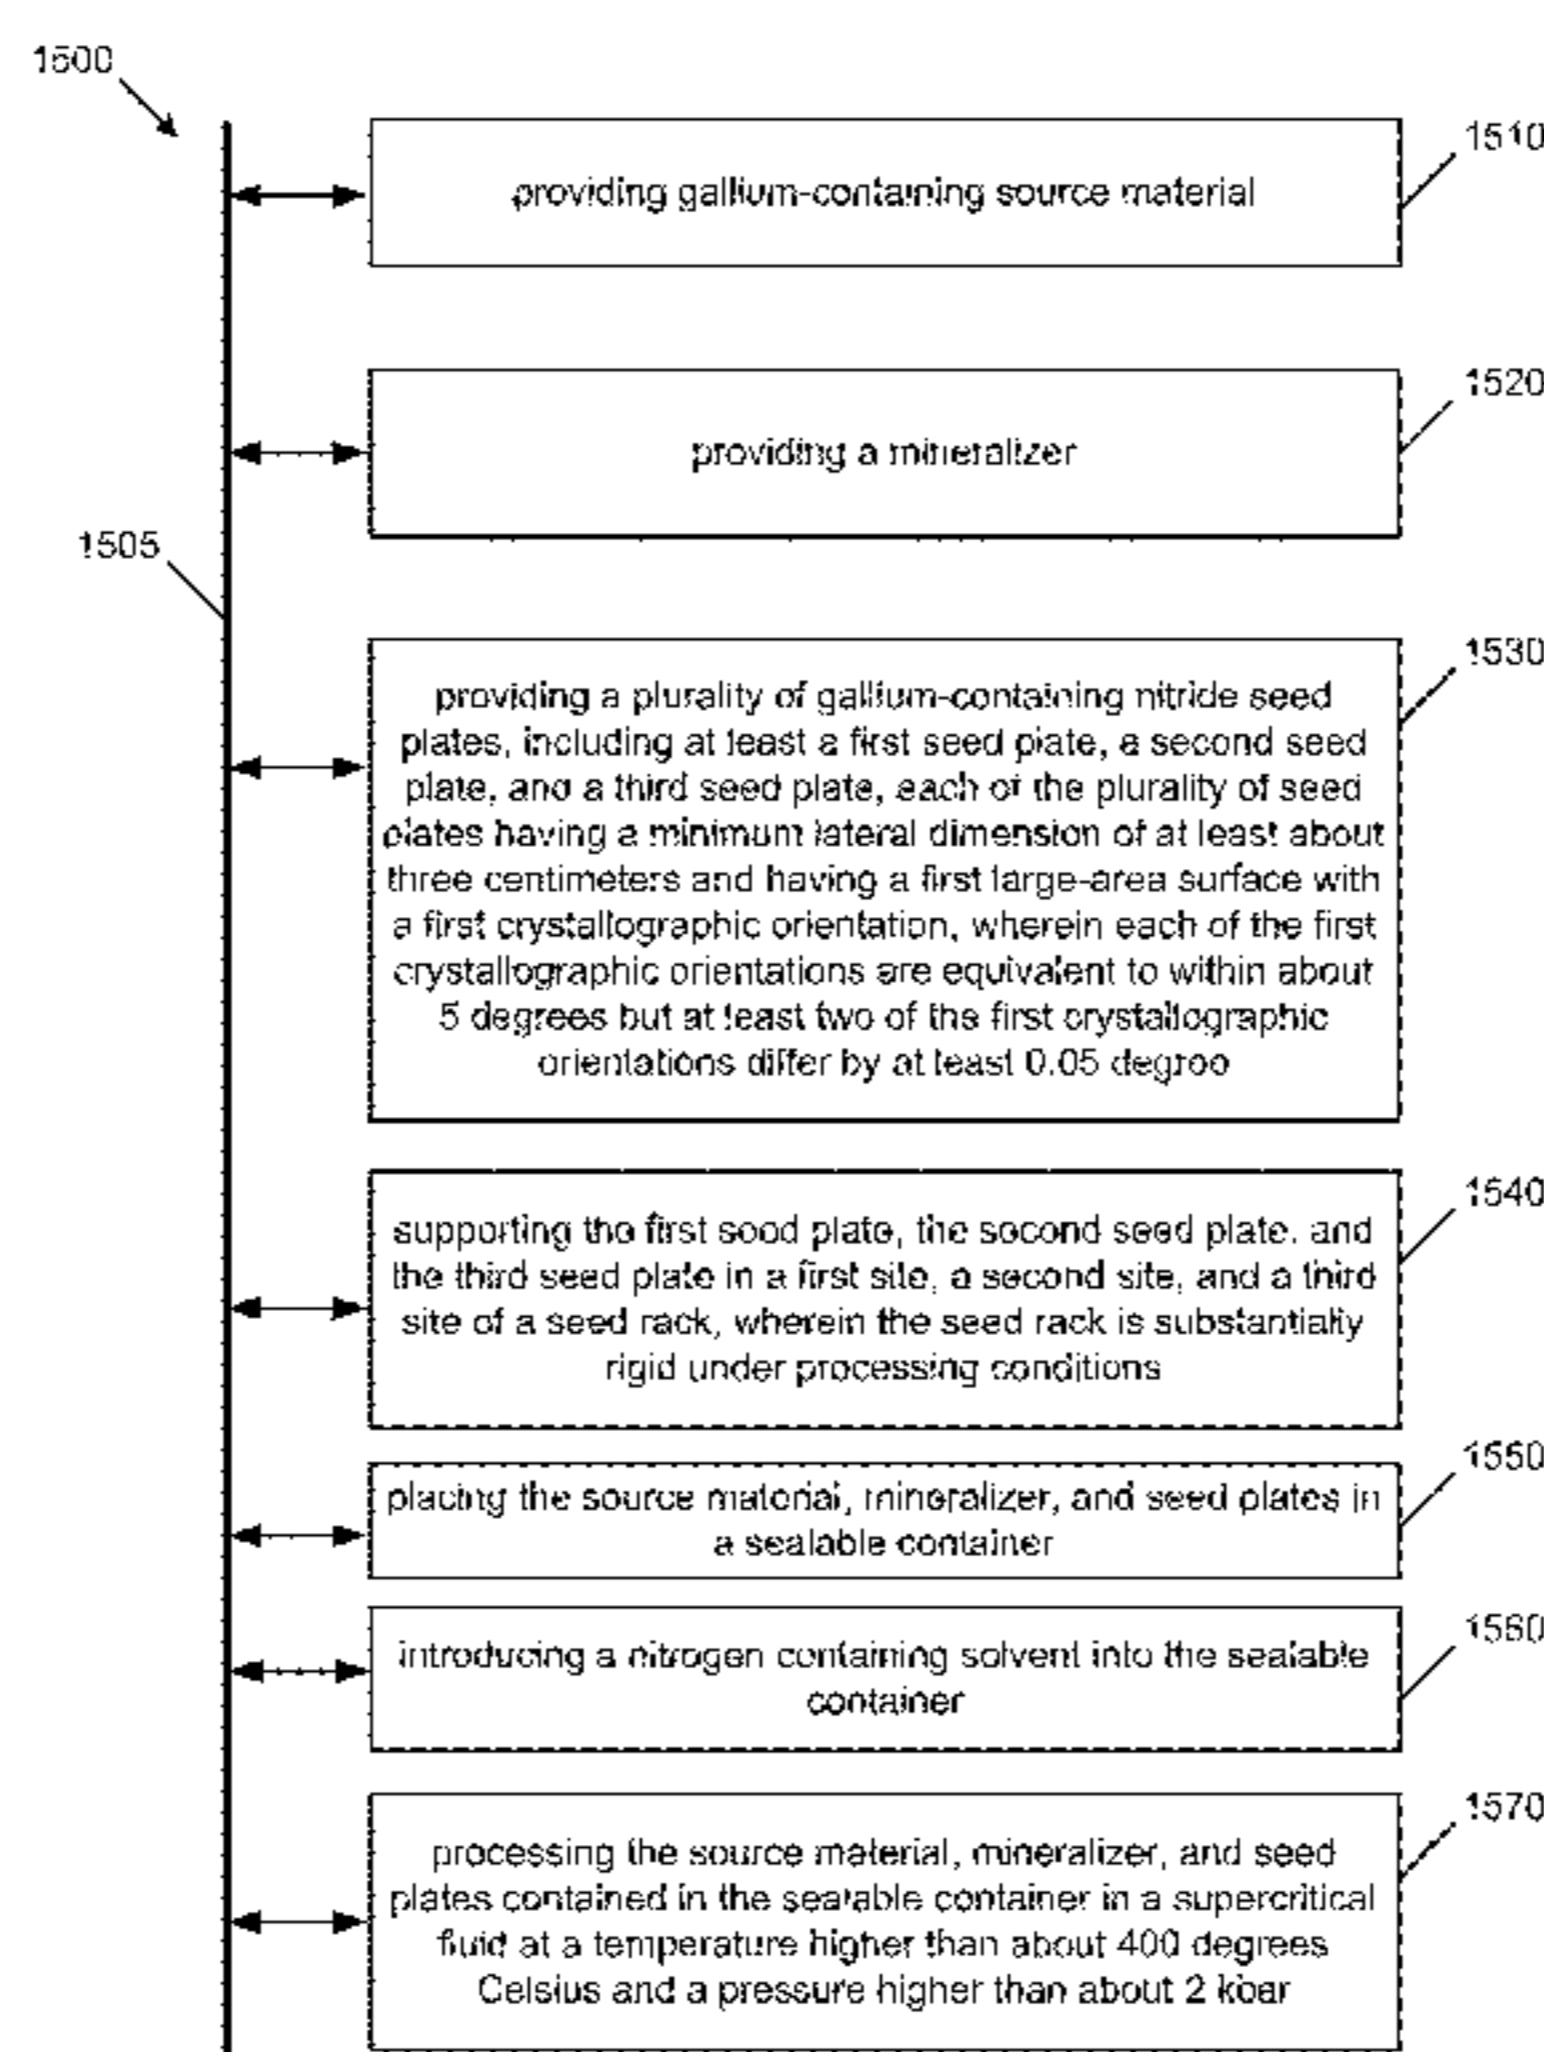 1500
1510
providing gallium-containing source material
1520
providing a mineralizer
1505
1530
providing a plurality of gallium-containing nitride seed
plates, including at least a first seed plate, a second seed
plate, and a third seed plate, each of the plurality of seed
plates having a minimum lateral dimension of at least about
three centimeters and having a first large-area surface with
a first crystallographic orientation, wherein each of the first
crystallographic orientations are equivalent to within about
5 degrees but at least two of the first crystallographic
orientations differ by at least 0.05 degree
1540
supporting the first seed plate, the second seed plate, and
the third seed plate in a first site, a second site, and a third
site of a seed rack, wherein the seed rack is substantially
rigid under processing conditions
1550
placing the source material, mineralizer, and seed plates in
a sealable container
1560
introducing a nitrogen containing solvent into the sealable
container
1570
processing the source material, mineralizer, and seed
plates contained in the sealable container in a supercritical
fluid at a temperature higher than about 400 degrees
Celsius and a pressure higher than about 2 kbar